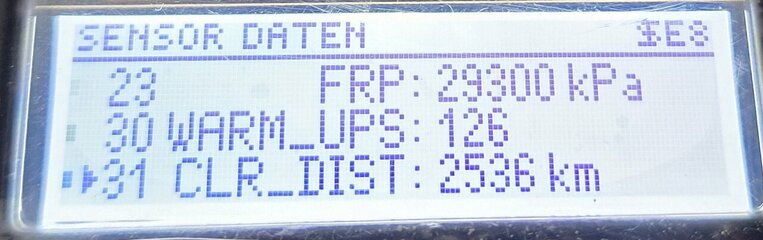 SENSOR DATEN $E8
23 FRP: 29300 kPa
30 WARM_UPS: 126
31 CLR_DIST: 2536 km